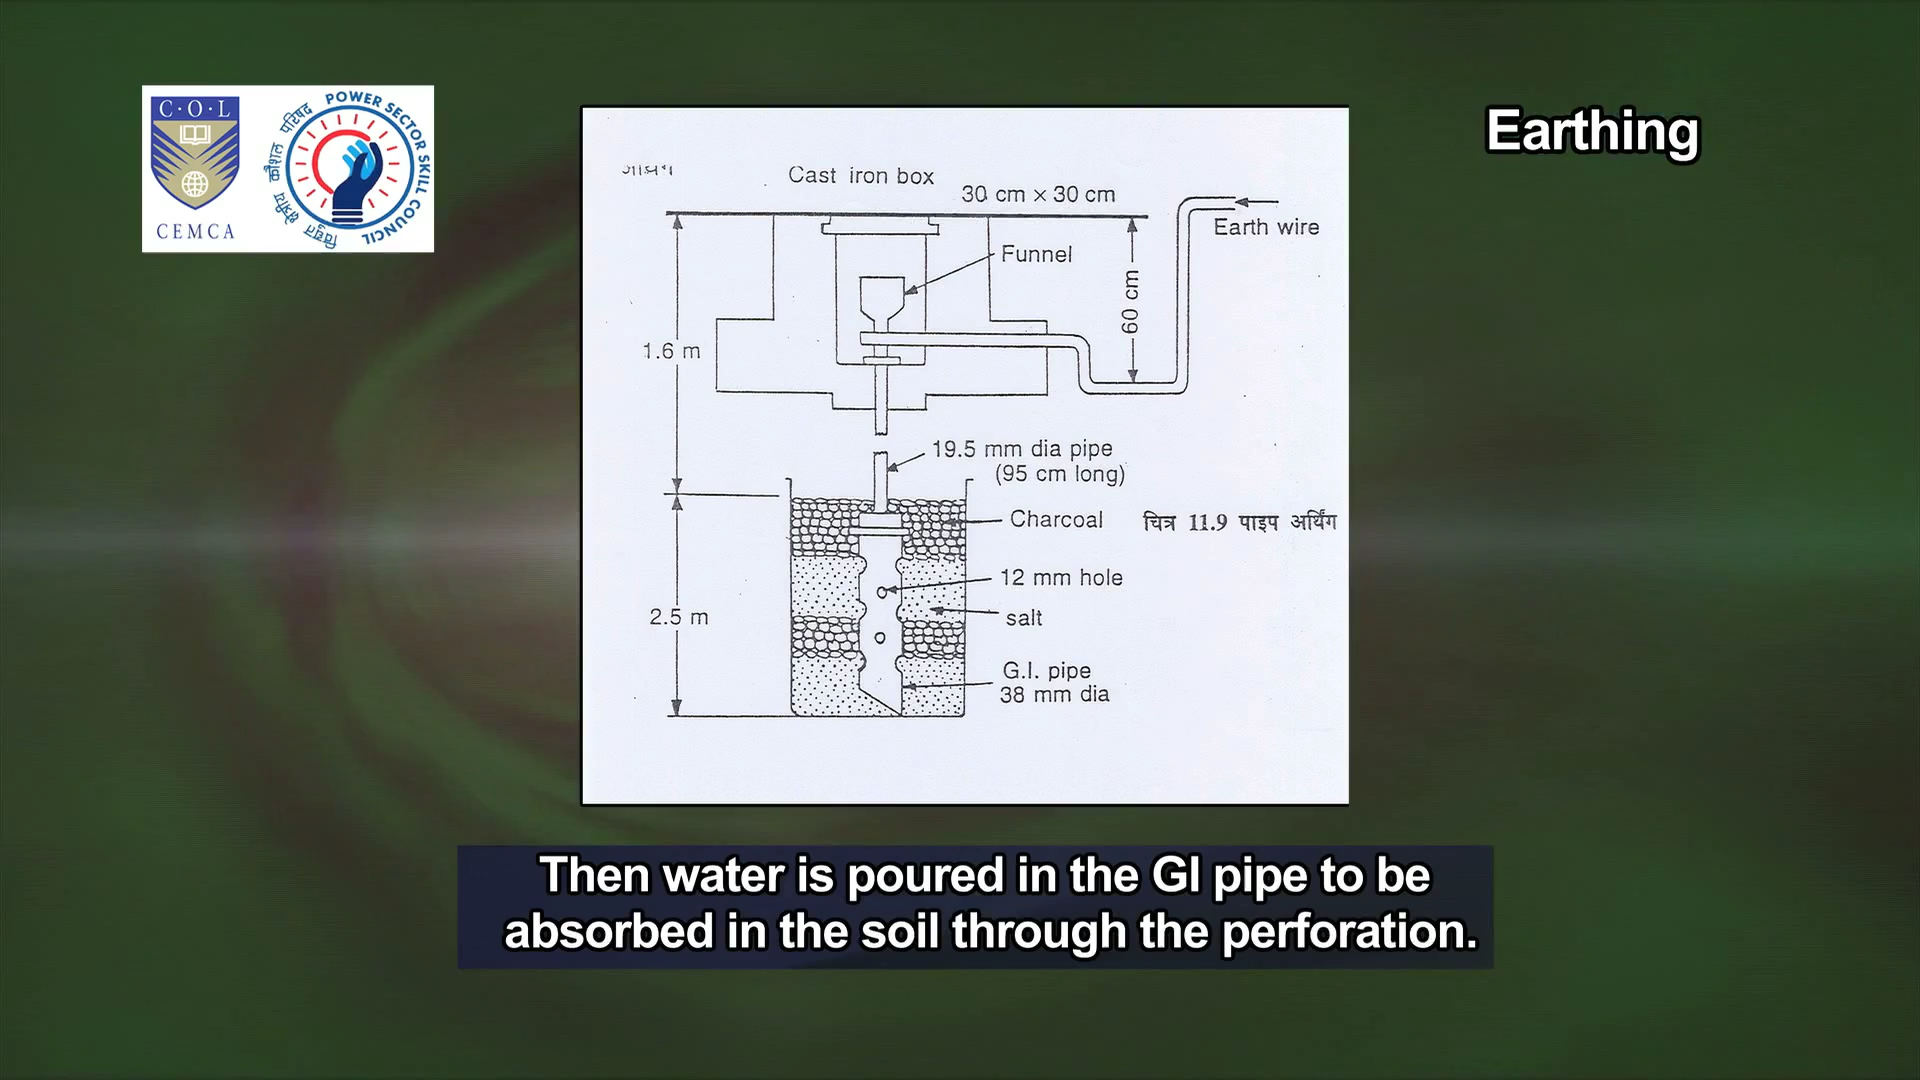 C·O·L
CEMCA
POWER SECTOR SKILL COUNCIL
विद्युत क्षेत्र कौशल परिषद
Earthing
Cast iron box
30 cm × 30 cm
Earth wire
Funnel
60 cm
1.6 m
19.5 mm dia pipe
(95 cm long)
Charcoal
चित्र 11.9 पाइप अर्थिंग
12 mm hole
salt
2.5 m
G.I. pipe
38 mm dia
Then water is poured in the GI pipe to be
absorbed in the soil through the perforation.